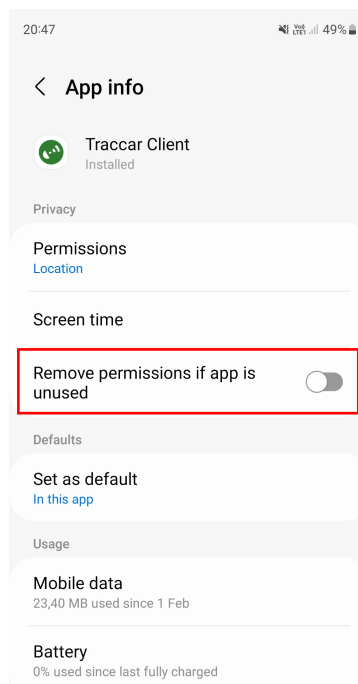 20:47
Vo))
LTE1
49%
App info
Traccar Client
Installed
Privacy
Permissions
Location
Screen time
Remove permissions if app is
unused
Defaults
Set as default
In this app
Usage
Mobile data
23,40 MB used since 1 Feb
Battery
0% used since last fully charged